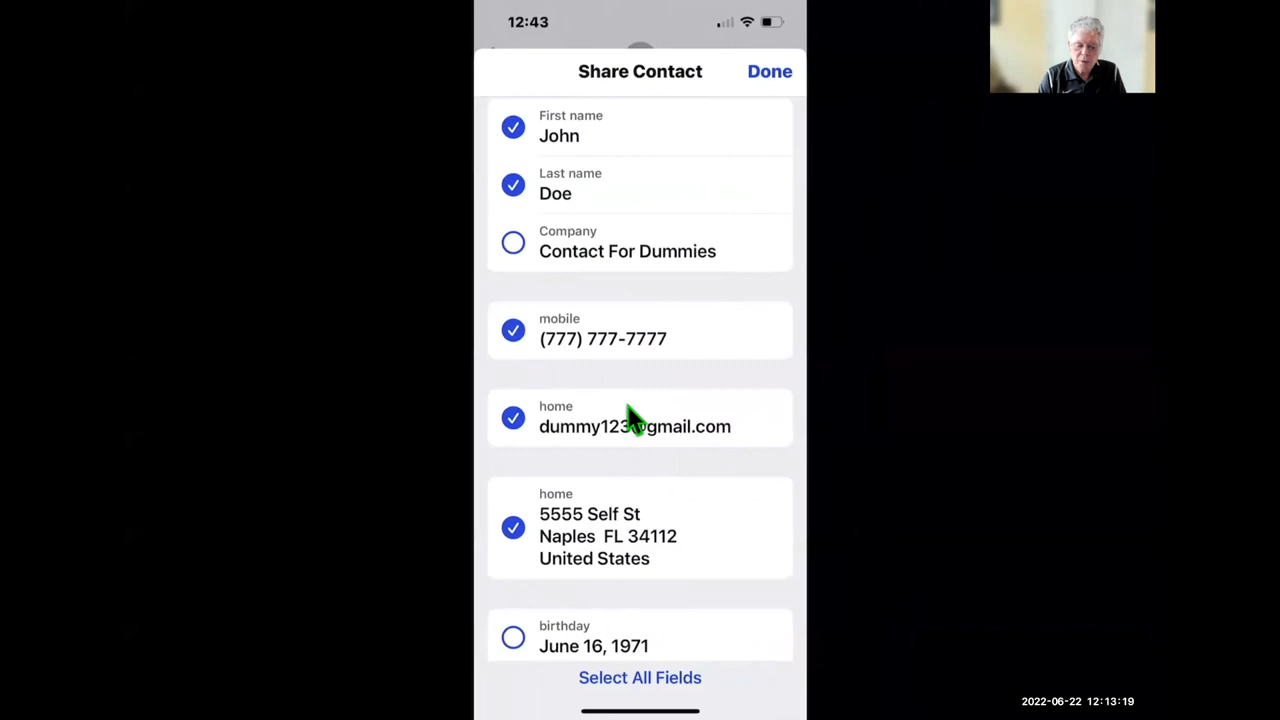 12:43
Share Contact
Done
First name
John
Last name
Doe
Company
Contact For Dummies
mobile
(777) 777-7777
home
dummy123@gmail.com
home
5555 Self St
Naples  FL 34112
United States
birthday
June 16, 1971
Select All Fields
2022-06-22 12:13:19